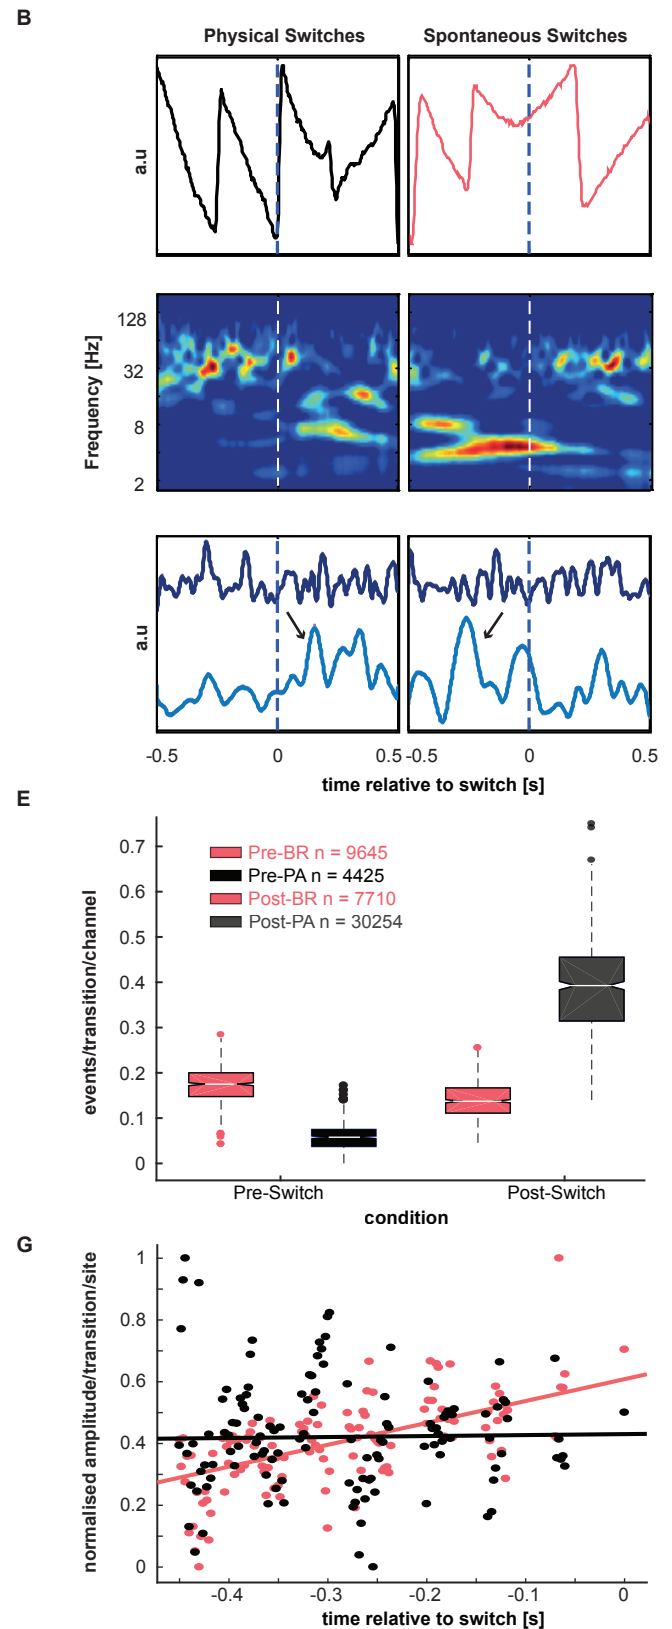 B
Physical Switches
Spontaneous Switches
a.u
Frequency [Hz]
128
32
8
2
a.u
-0.5 0 0.5 -0.5 0 0.5
time relative to switch [s]
E
events/transition/channel
0.7
0.6
0.5
0.4
0.3
0.2
0.1
0
Pre-BR n = 9645
Pre-PA n = 4425
Post-BR n = 7710
Post-PA n = 30254
Pre-Switch Post-Switch
condition
G
normalised amplitude/transition/site
1
0.8
0.6
0.4
0.2
0
-0.4 -0.3 -0.2 -0.1 0
time relative to switch [s]